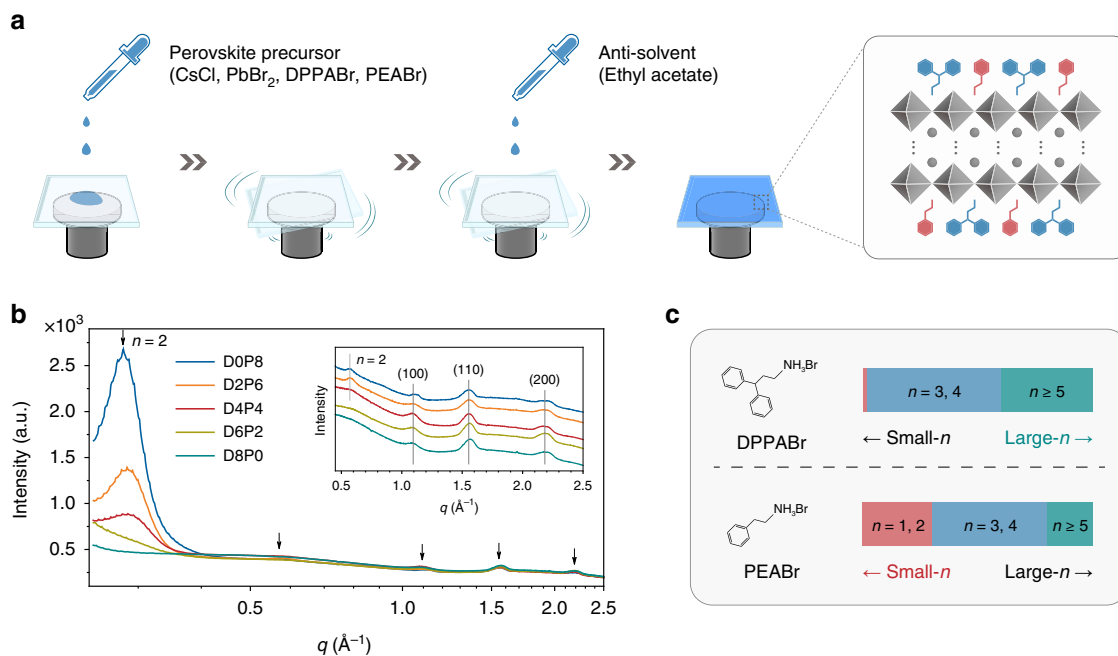 a
Perovskite precursor
(CsCl, PbBr₂, DPPABr, PEABr)
Anti-solvent
(Ethyl acetate)
b
×10³
n = 2
D0P8
D2P6
D4P4
D6P2
D8P0
2.5
2.0
1.5
1.0
0.5
Intensity (a.u.)
0.5
1.0
1.5
2.0
2.5
q (Å⁻¹)
n = 2
(100)
(110)
(200)
Intensity
0.5
1.0
1.5
2.0
2.5
q (Å⁻¹)
c
NH₃Br
DPPABr
n = 3, 4
n ≥ 5
← Small-n
Large-n →
NH₃Br
PEABr
n = 1, 2
n = 3, 4
n ≥ 5
← Small-n
Large-n →